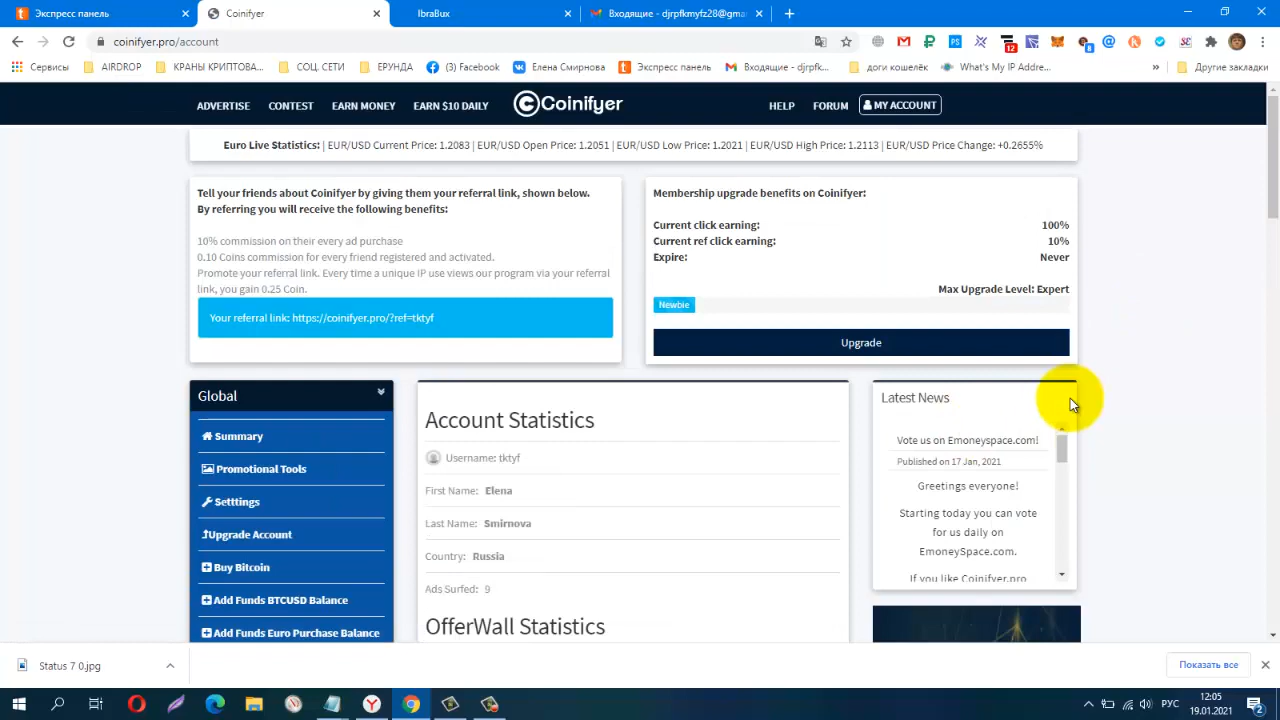 Экспресс панель
Coinifyer
IbraBux
Входящие - djrpfkmyfz28@gma
coinifyer.pro/account
12
8
Сервисы
AIRDROP
КРАНЫ КРИПТОВА...
СОЦ. СЕТИ
ЕРУНДА
(3) Facebook
Елена Смирнова
Экспресс панель
Входящие - djrpfk...
доги кошелёк
What's My IP Addre...
»
Другие закладки
ADVERTISE
CONTEST
EARN MONEY
EARN $10 DAILY
Coinifyer
HELP
FORUM
MY ACCOUNT
Euro Live Statistics: | EUR/USD Current Price: 1.2083 | EUR/USD Open Price: 1.2051 | EUR/USD Low Price: 1.2021 | EUR/USD High Price: 1.2113 | EUR/USD Price Change: +0.2655%
Tell your friends about Coinifyer by giving them your referral link, shown below.
By referring you will receive the following benefits:
10% commission on their every ad purchase
0.10 Coins commission for every friend registered and activated.
Promote your referral link. Every time a unique IP use views our program via your referral
link, you gain 0.25 Coin.
Your referral link: https://coinifyer.pro/?ref=tktyf
Membership upgrade benefits on Coinifyer:
Current click earning: 100%
Current ref click earning: 10%
Expire: Never
Max Upgrade Level: Expert
Newbie
Upgrade
Global
Summary
Promotional Tools
Setttings
Upgrade Account
Buy Bitcoin
Add Funds BTCUSD Balance
Add Funds Euro Purchase Balance
Account Statistics
Username: tktyf
First Name: Elena
Last Name: Smirnova
Country: Russia
Ads Surfed: 9
OfferWall Statistics
Latest News
Vote us on Emoneyspace.com!
Published on 17 Jan, 2021
Greetings everyone!
Starting today you can vote
for us daily on
EmoneySpace.com.
If you like Coinifyer.pro
Status 7 0.jpg
Показать все
РУС
12:05
19.01.2021
2